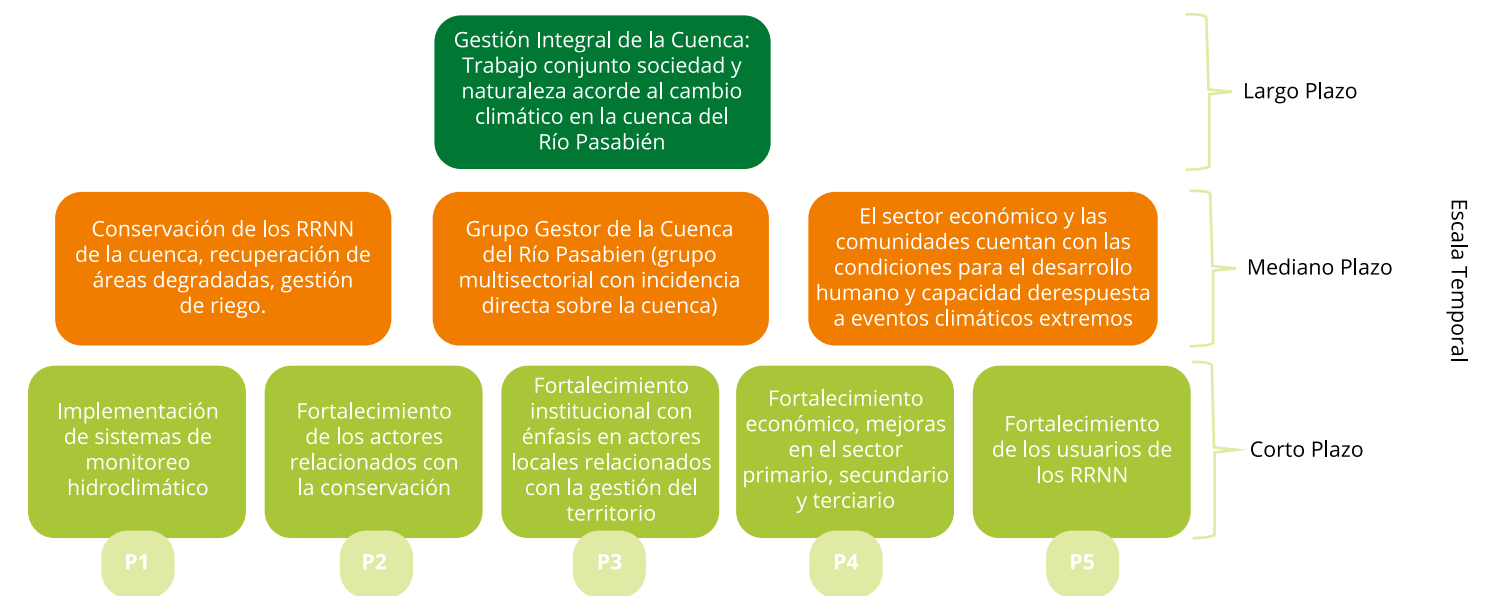 Gestión Integral de la Cuenca:
Trabajo conjunto sociedad y
naturaleza acorde al cambio
climático en la cuenca del
Río Pasabién
Largo Plazo
Conservación de los RRNN
de la cuenca, recuperación de
áreas degradadas, gestión
de riego.
Grupo Gestor de la Cuenca
del Río Pasabien (grupo
multisectorial con incidencia
directa sobre la cuenca)
El sector económico y las
comunidades cuentan con las
condiciones para el desarrollo
humano y capacidad derespuesta
a eventos climáticos extremos
Mediano Plazo
Escala Temporal
Implementación
de sistemas de
monitoreo
hidroclimático
Fortalecimiento
de los actores
relacionados con
la conservación
Fortalecimiento
institucional con
énfasis en actores
locales relacionados
con la gestión del
territorio
Fortalecimiento
económico, mejoras
en el sector
primario, secundario
y terciario
Fortalecimiento
de los usuarios de
los RRNN
Corto Plazo
P1
P2
P3
P4
P5